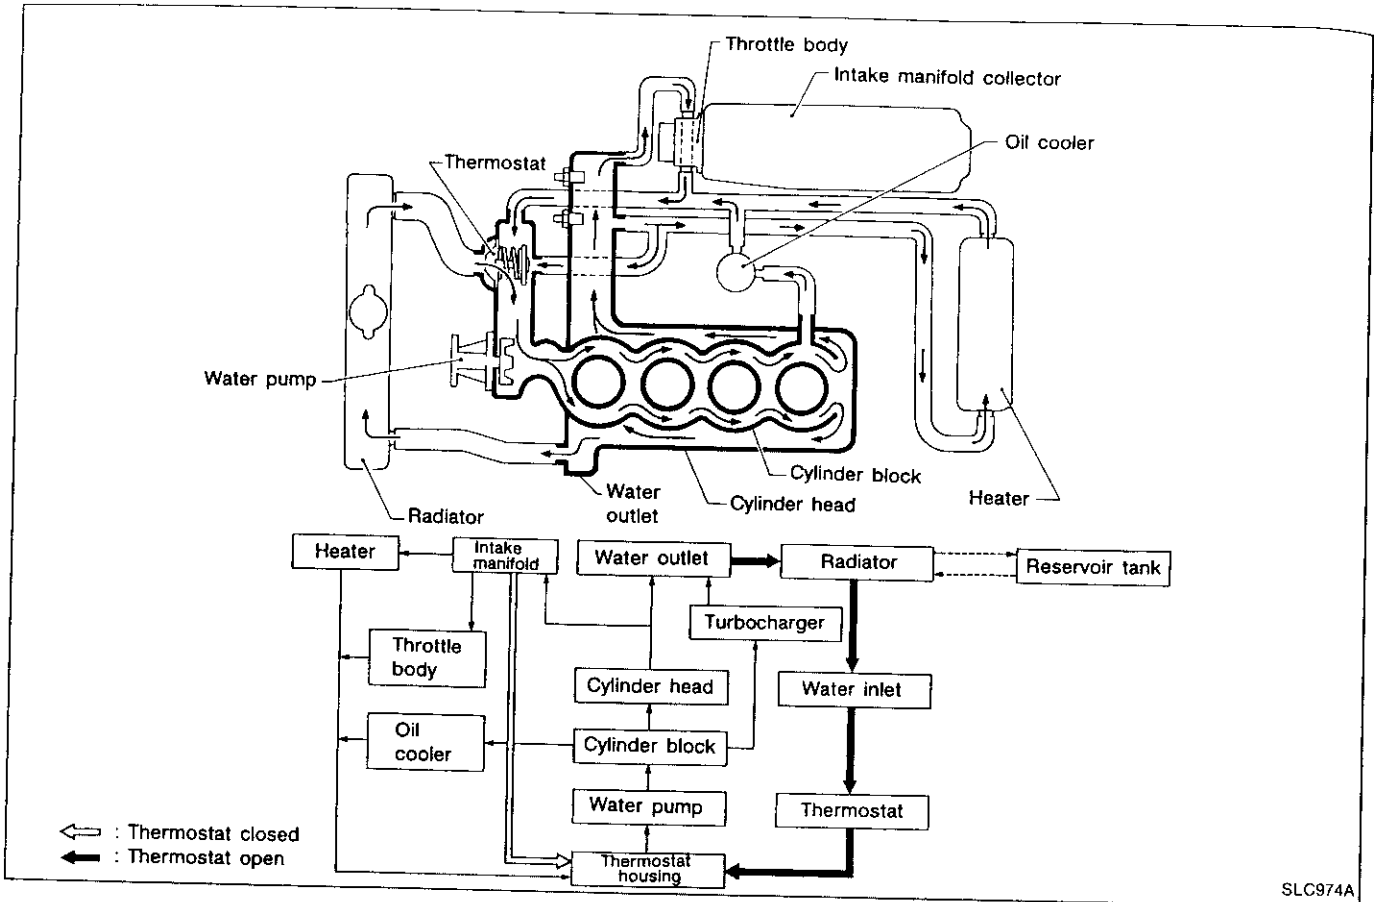 Throttle body
Intake manifold collector
Oil cooler
Thermostat
Water pump
Cylinder block
Water
outlet
Cylinder head
Heater
Radiator
Heater
Intake
manifold
Water outlet
Radiator
Reservoir tank
Turbocharger
Throttle
body
Cylinder head
Water inlet
Oil
cooler
Cylinder block
Water pump
Thermostat
: Thermostat closed
: Thermostat open
Thermostat
housing
SLC974A